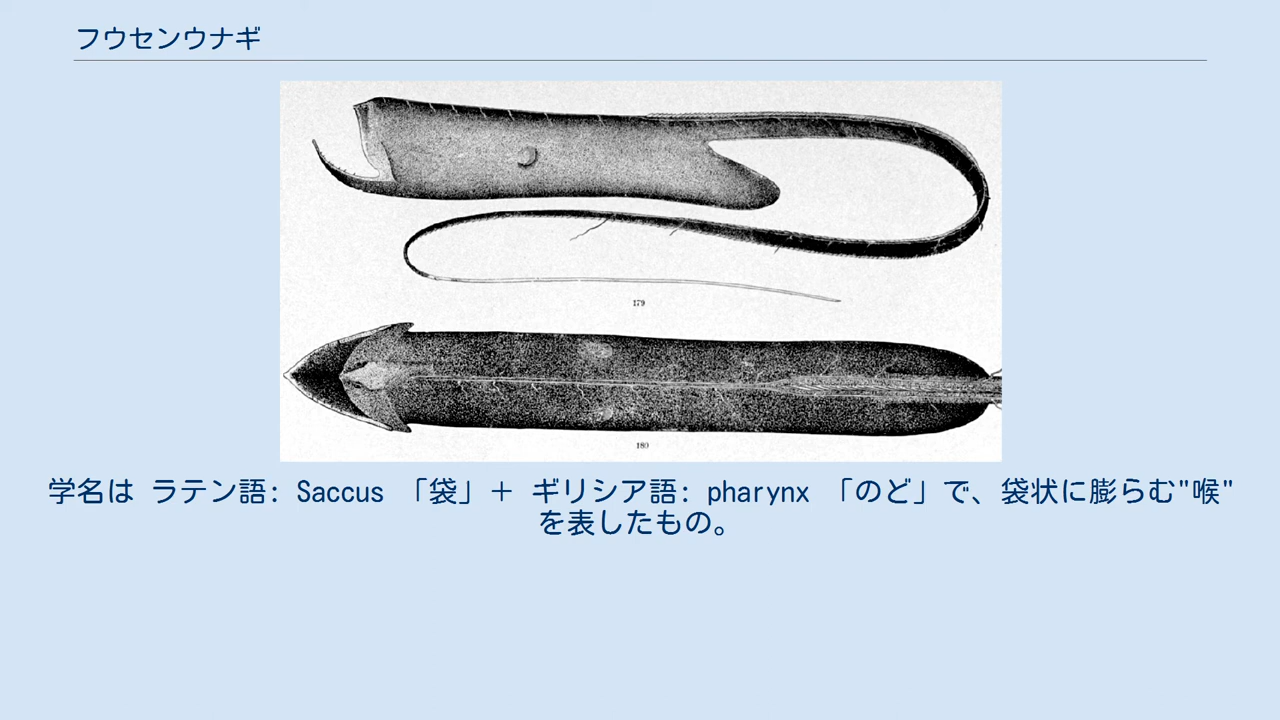 フウセンウナギ
179
180
学名は ラテン語: Saccus 「袋」＋ ギリシア語: pharynx 「のど」で、袋状に膨らむ"喉"
を表したもの。